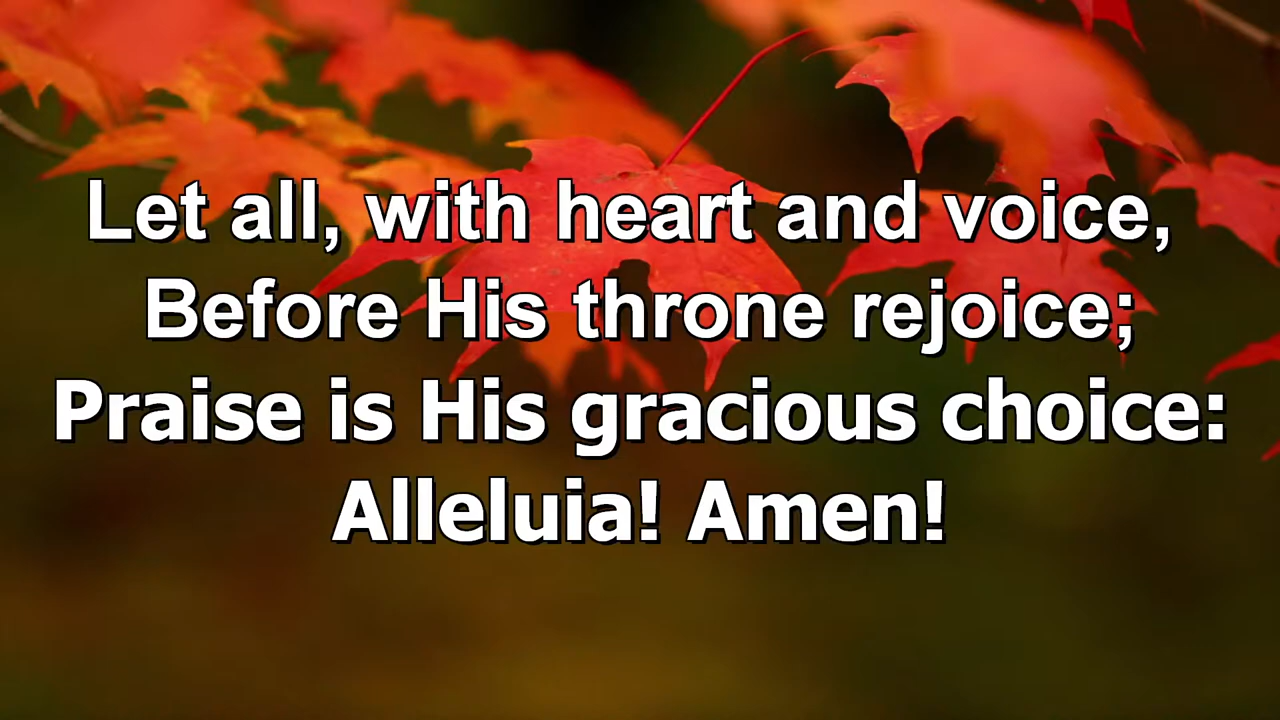 Let all, with heart and voice,
Before His throne rejoice;
Praise is His gracious choice:
Alleluia! Amen!